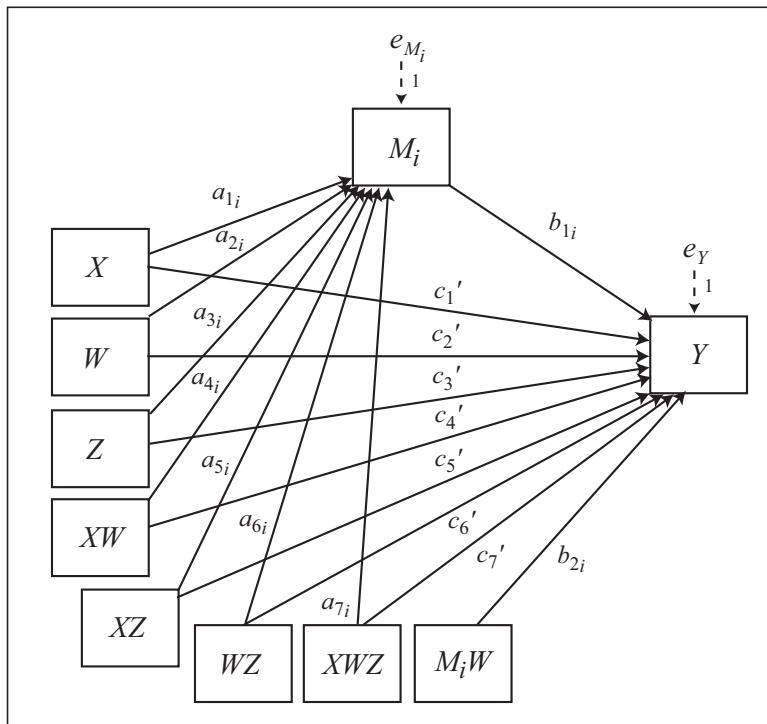 e_{M_i}
1
M_i
a_{1i}
a_{2i}
b_{1i}
X
e_Y
1
c_1'
a_{3i}
W
c_2'
Y
c_3'
a_{4i}
c_4'
Z
a_{5i}
c_5'
XW
a_{6i}
c_6'
c_7'
b_{2i}
XZ
a_{7i}
WZ
XWZ
M_iW